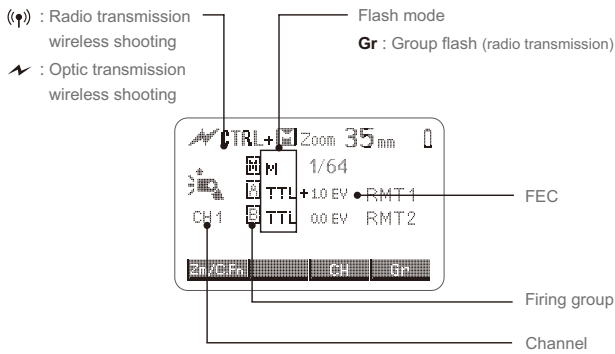 : Radio transmission
wireless shooting
: Optic transmission
wireless shooting
Flash mode
Gr : Group flash (radio transmission)
CTRL+M Zoom 35mm
M M 1/64
A TTL +1.0 EV RMT1
CH1 B TTL 0.0 EV RMT2
Zm/C.Fn CH Gr
FEC
Firing group
Channel